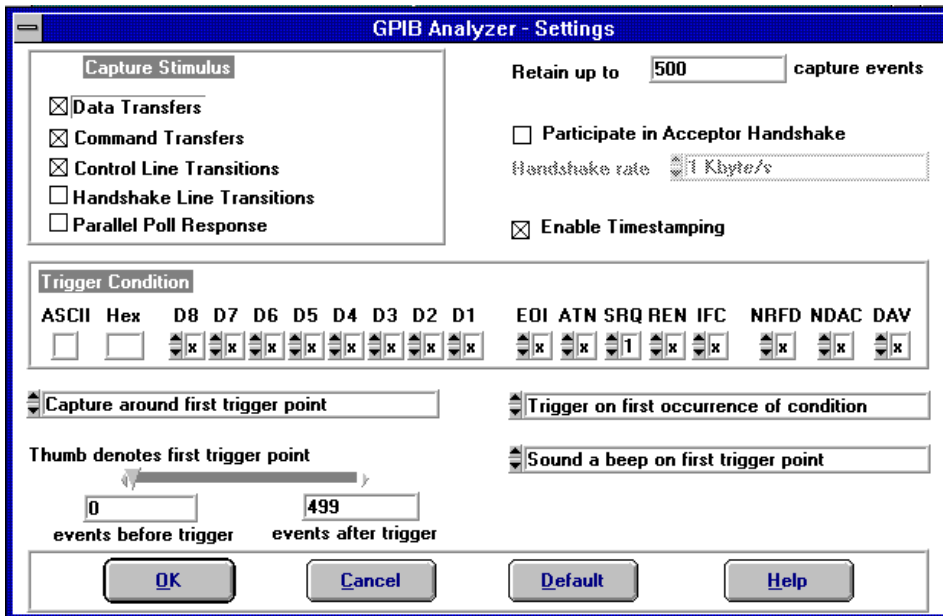 GPIB Analyzer - Settings
Capture Stimulus
Data Transfers
Command Transfers
Control Line Transitions
Handshake Line Transitions
Parallel Poll Response
Retain up to 500 capture events
Participate in Acceptor Handshake
Handshake rate 1 Kbyte/s
Enable Timestamping
Trigger Condition
ASCII Hex D8 D7 D6 D5 D4 D3 D2 D1 EOI ATN SRQ REN IFC NRFD NDAC DAV
x x x x x x x x x x 1 x x x x x
Capture around first trigger point
Trigger on first occurrence of condition
Thumb denotes first trigger point
Sound a beep on first trigger point
0 499
events before trigger events after trigger
OK Cancel Default Help